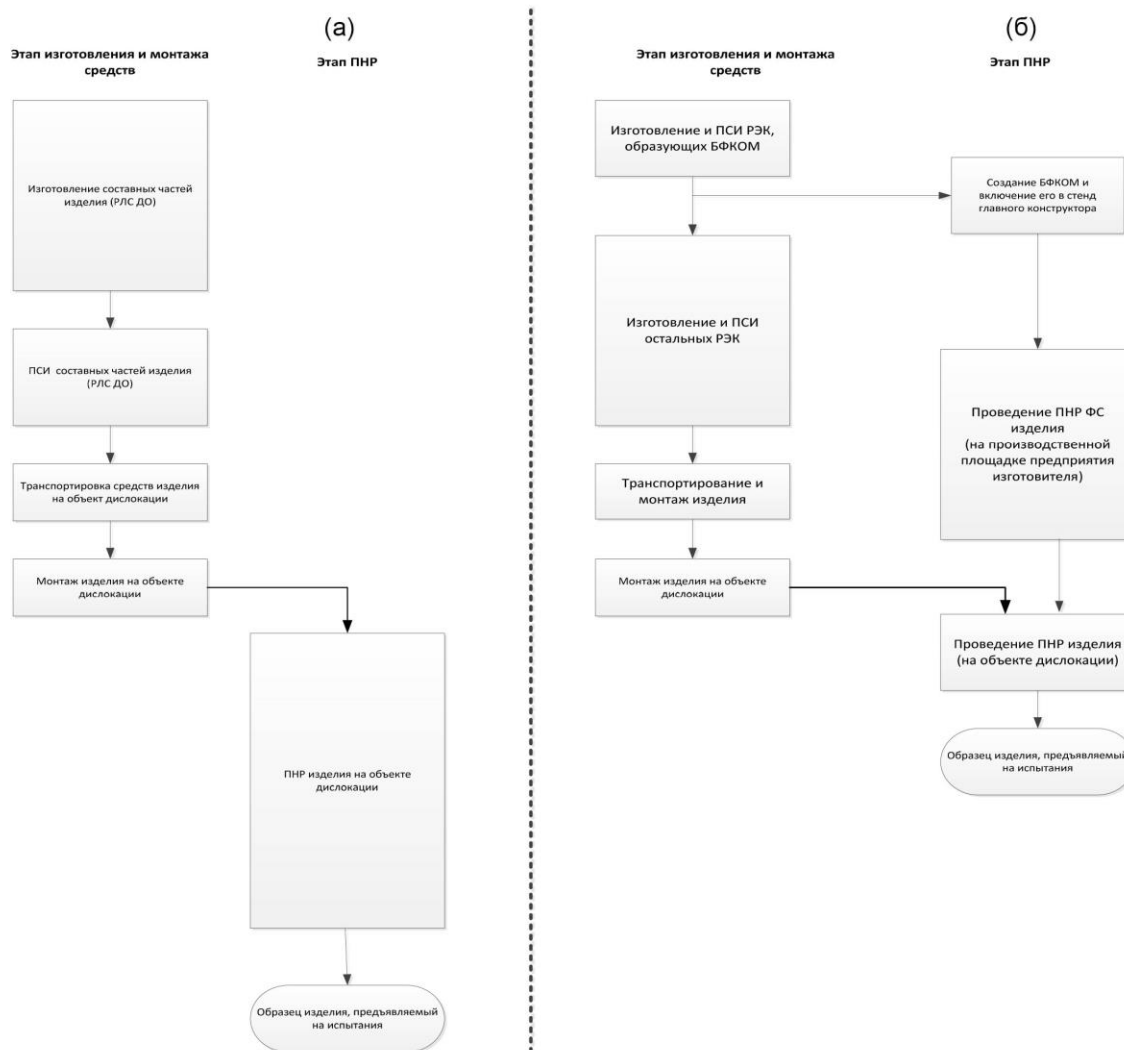 (а)
Этап изготовления и монтажа
средств
Этап ПНР
Изготовление составных частей
изделия (РЛС ДО)
ПСИ составных частей изделия
(РЛС ДО)
Транспортировка средств изделия
на объект дислокации
Монтаж изделия на объекте
дислокации
ПНР изделия на объекте
дислокации
Образец изделия, предъявляемый
на испытания
(б)
Этап изготовления и монтажа
средств
Этап ПНР
Изготовление и ПСИ РЭК,
образующих БФКОМ
Создание БФКОМ и
включение его в стенд
главного конструктора
Изготовление и ПСИ
остальных РЭК
Проведение ПНР ФС
изделия
(на производственной
площадке предприятия
изготовителя)
Транспортирование и
монтаж изделия
Монтаж изделия на объекте
дислокации
Проведение ПНР изделия
(на объекте дислокации)
Образец изделия, предъявляемый
на испытания